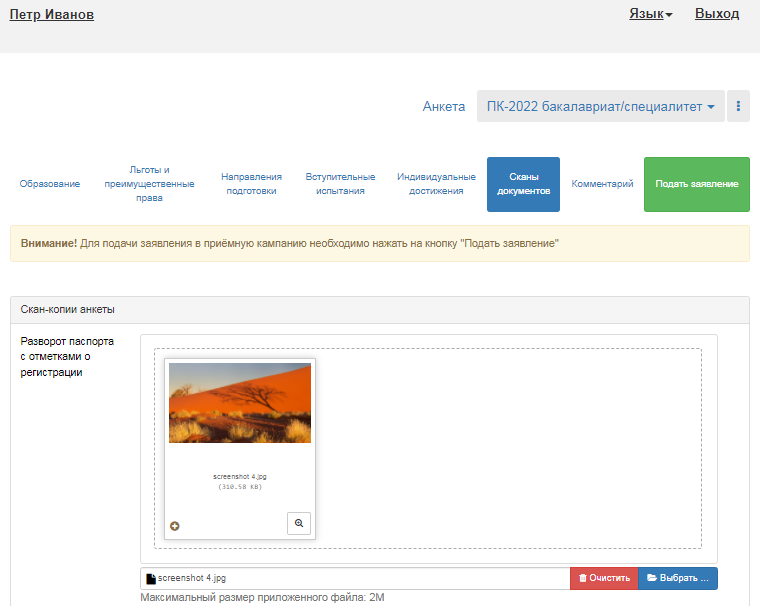 Петр Иванов
Язык
Выход
Анкета
ПК-2022 бакалавриат/специалитет
Образование
Льготы и
преимущественные
права
Направления
подготовки
Вступительные
испытания
Индивидуальные
достижения
Сканы
документов
Комментарий
Подать заявление
Внимание! Для подачи заявления в приёмную кампанию необходимо нажать на кнопку "Подать заявление"
Скан-копии анкеты
Разворот паспорта
с отметками о
регистрации
screenshot 4.jpg
(310.58 KB)
screenshot 4.jpg
Очистить
Выбрать ...
Максимальный размер приложенного файла: 2M